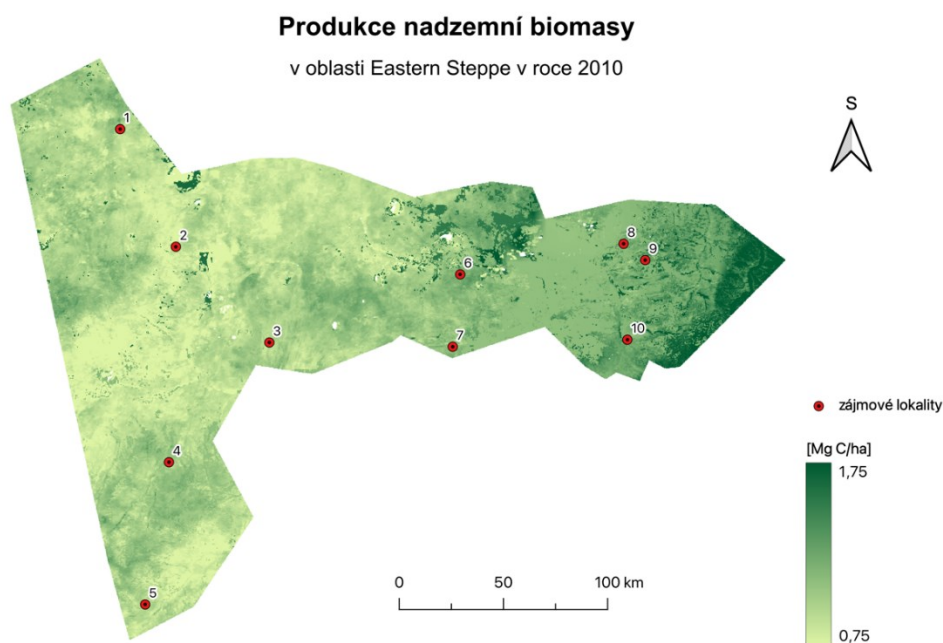 Produkce nadzemní biomasy
v oblasti Eastern Steppe v roce 2010
S
1
2
3
4
5
6
7
8
9
10
zájmové lokality
[Mg C/ha]
1,75
0,75
0 50 100 km